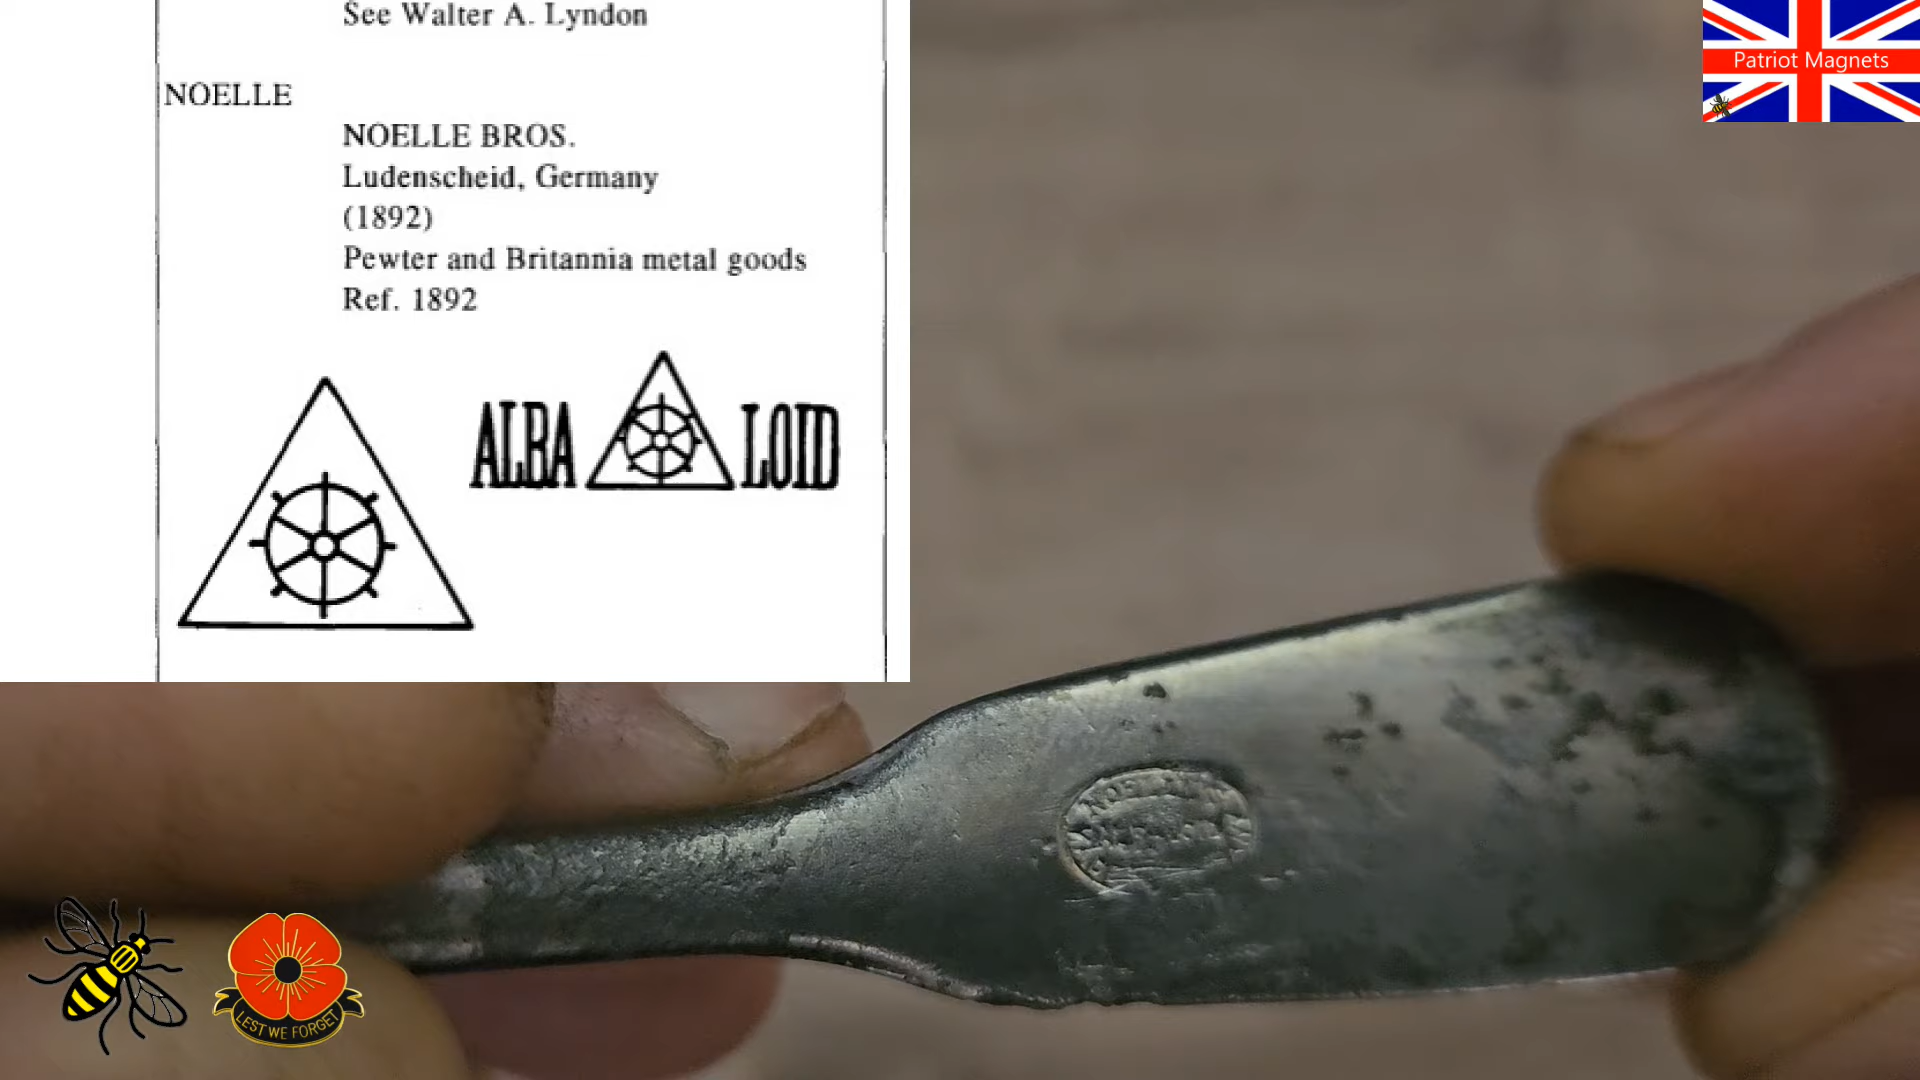 See Walter A. Lyndon
NOELLE
NOELLE BROS.
Ludenscheid, Germany
(1892)
Pewter and Britannia metal goods
Ref. 1892
ALBA LOID
Patriot Magnets
LEST WE FORGET